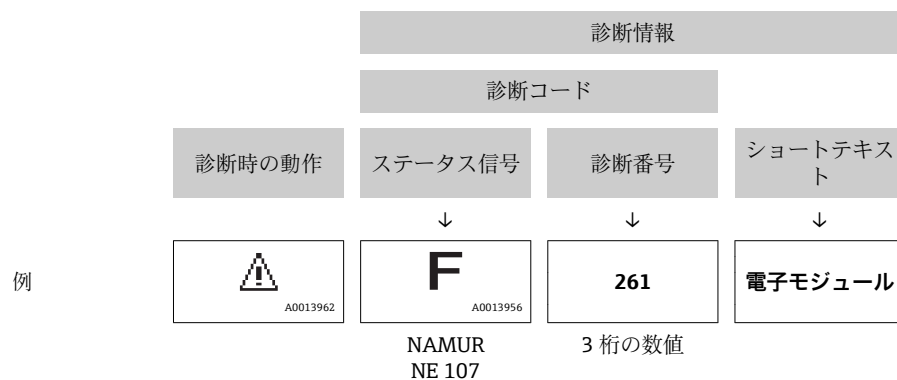 診断情報
診断コード
診断時の動作 ステータス信号 診断番号 ショートテキス
ト
↓ ↓ ↓
例 A0013962 F A0013956 261 電子モジュール
NAMUR 3 桁の数値
NE 107